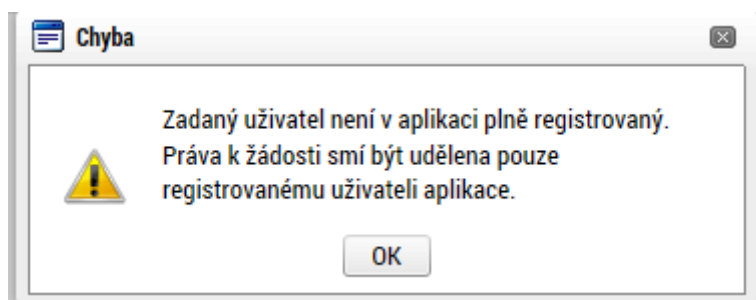 Chyba
Zadaný uživatel není v aplikaci plně registrovaný.
Práva k žádosti smí být udělena pouze
registrovanému uživateli aplikace.
OK